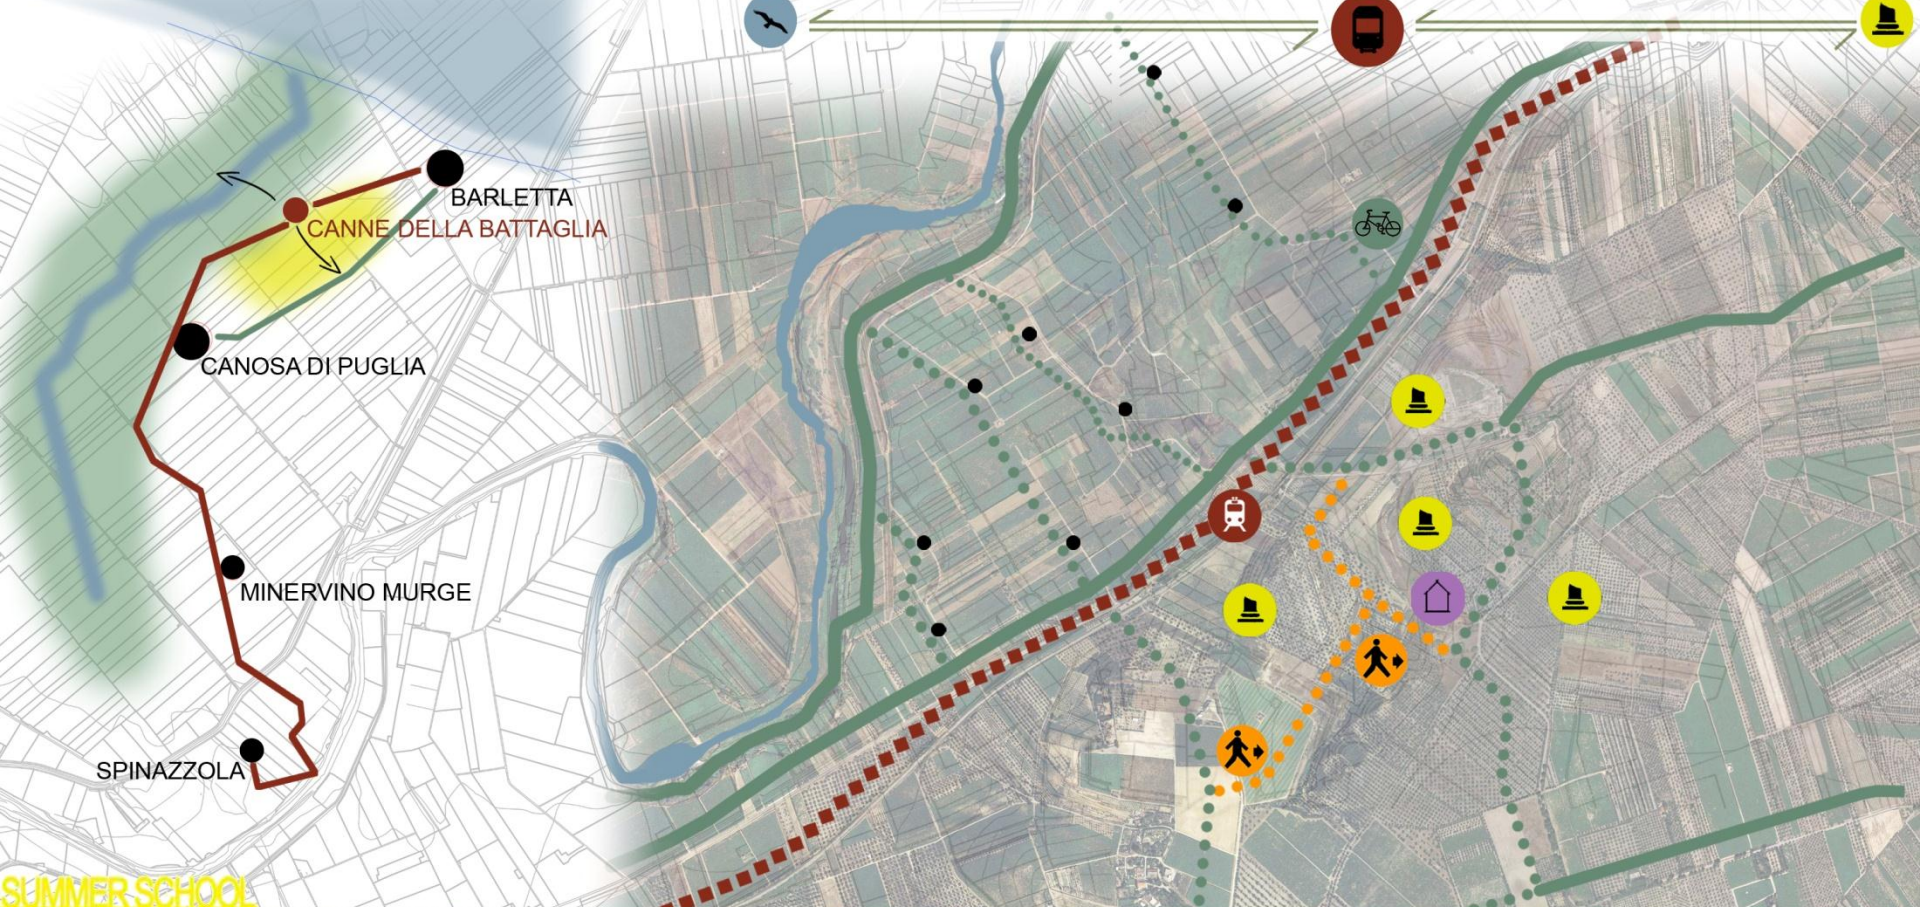 BARLETTA
CANNE DELLA BATTAGLIA
CANOSA DI PUGLIA
MINERVINO MURGE
SPINAZZOLA
SUMMER SCHOOL